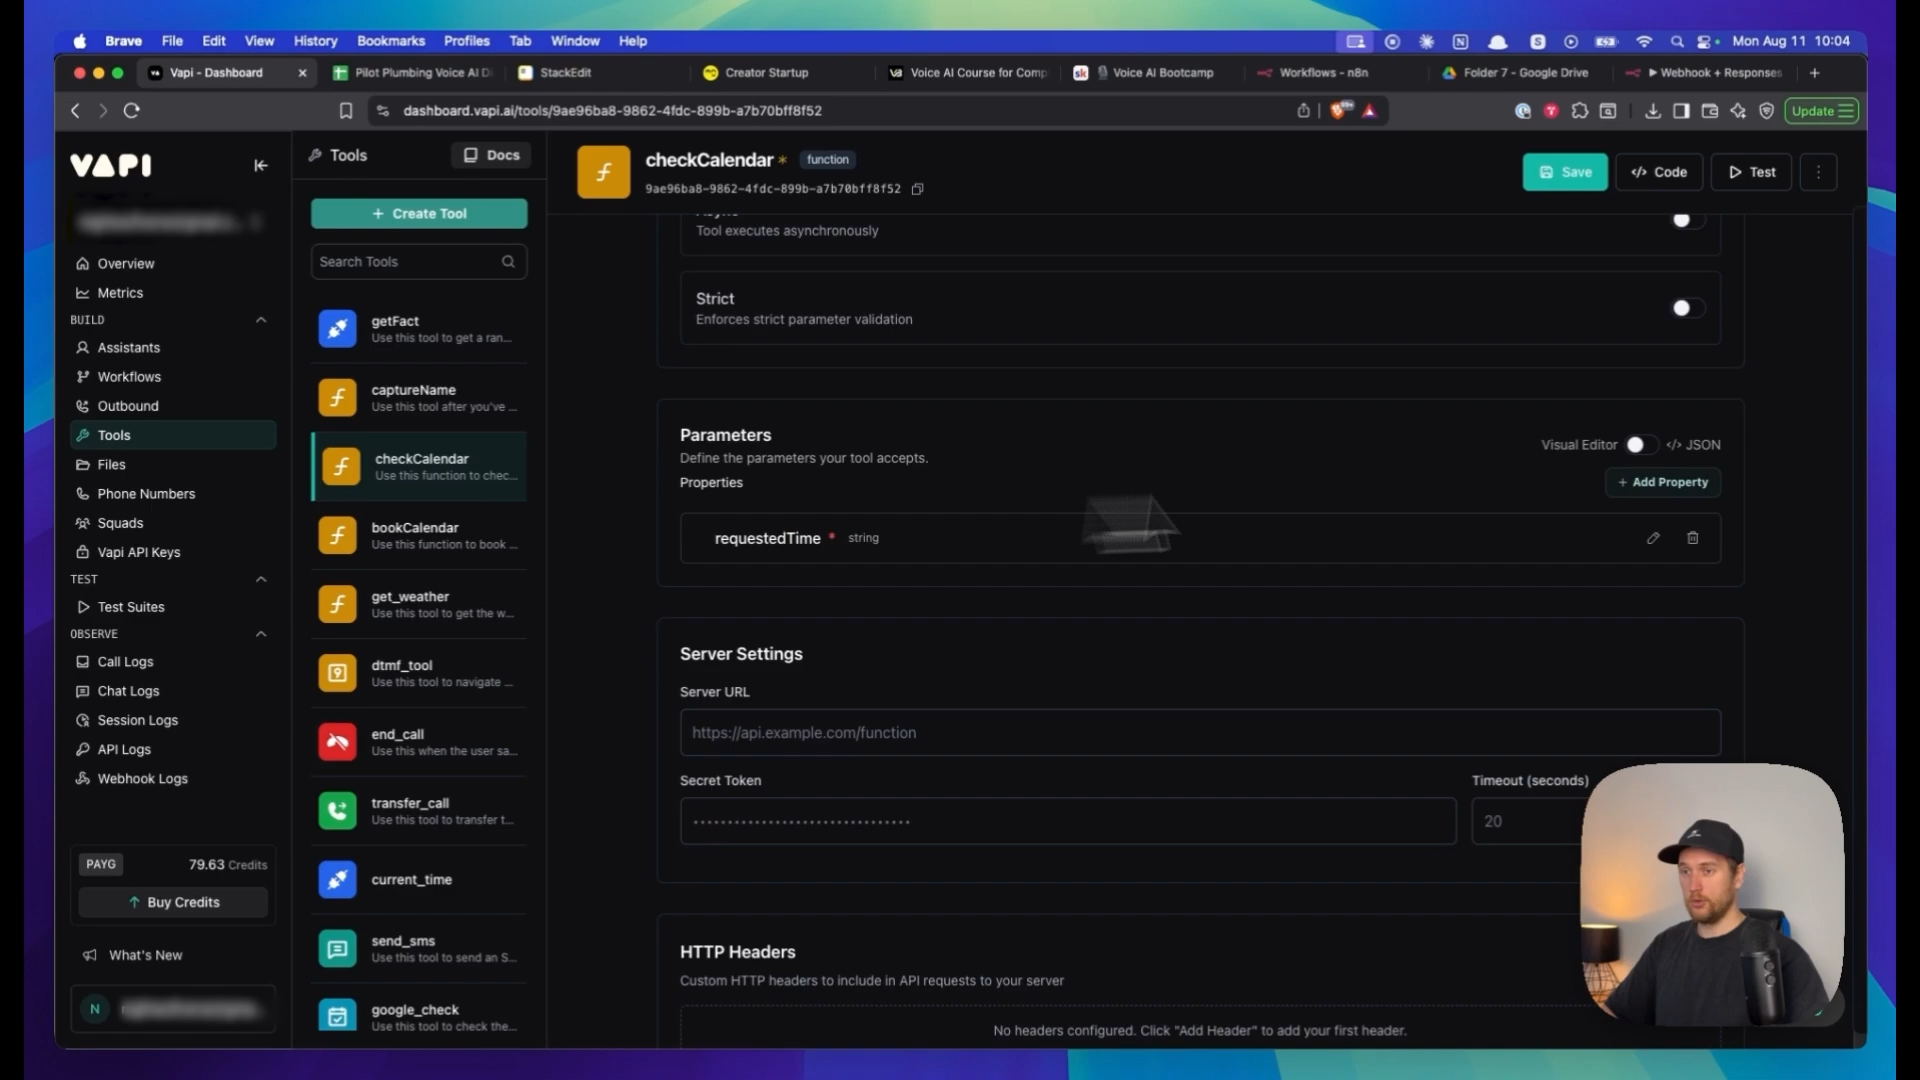 Brave File Edit View History Bookmarks Profiles Tab Window Help
Mon Aug 11 10:04
Vapi - Dashboard
Pilot Plumbing Voice AI D
StackEdit
Creator Startup
Voice AI Course for Comp
Voice AI Bootcamp
Workflows - n8n
Folder 7 - Google Drive
Webhook + Responses
dashboard.vapi.ai/tools/9ae96ba8-9862-4fdc-899b-a7b70bff8f52
Update
VAPI
Overview
Metrics
BUILD
Assistants
Workflows
Outbound
Tools
Files
Phone Numbers
Squads
Vapi API Keys
TEST
Test Suites
OBSERVE
Call Logs
Chat Logs
Session Logs
API Logs
Webhook Logs
PAYG 79.63 Credits
Buy Credits
What's New
N
Tools
Docs
+ Create Tool
Search Tools
getFact
Use this tool to get a ran...
captureName
Use this tool after you've ...
checkCalendar
Use this function to chec...
bookCalendar
Use this function to book ...
get_weather
Use this tool to get the w...
dtmf_tool
Use this tool to navigate ...
end_call
Use this when the user sa...
transfer_call
Use this tool to transfer t...
current_time
send_sms
Use this tool to send an S...
google_check
Use this tool to check the...
checkCalendar * function
9ae96ba8-9862-4fdc-899b-a7b70bff8f52
Save
</> Code
Test
Async
Tool executes asynchronously
Strict
Enforces strict parameter validation
Parameters
Define the parameters your tool accepts.
Visual Editor </> JSON
Properties
+ Add Property
requestedTime * string
Server Settings
Server URL
https://api.example.com/function
Secret Token
Timeout (seconds)
20
HTTP Headers
Custom HTTP headers to include in API requests to your server
No headers configured. Click "Add Header" to add your first header.